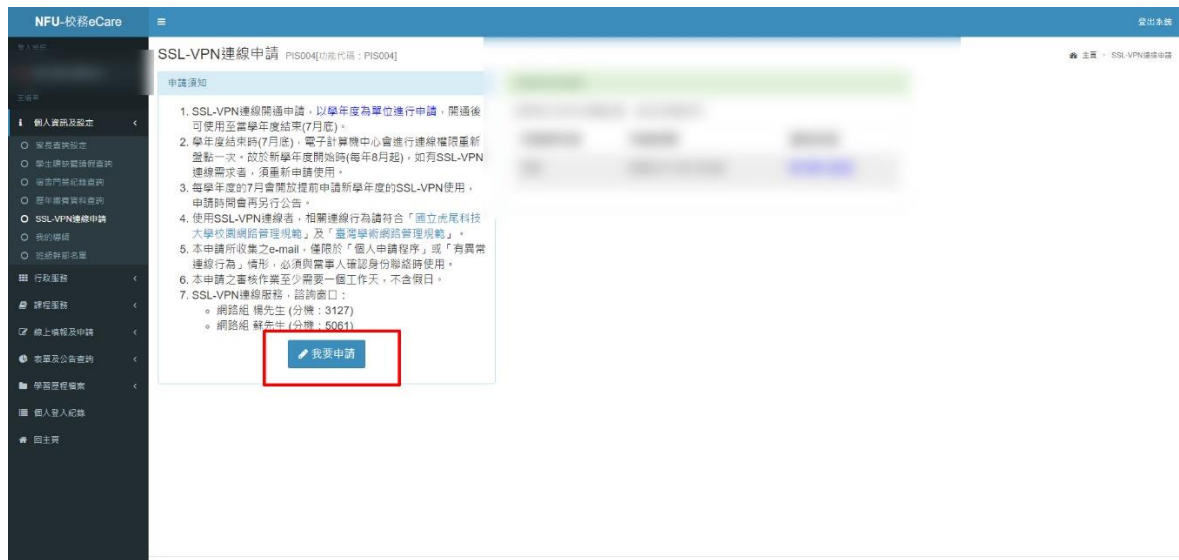 NFU-校務eCare
登出系統
SSL-VPN連線申請 PIS004[功能代碼：PIS004]
主頁 > SSL-VPN連線申請
主選單
個人資訊及設定
家長查詢設定
學生曠缺暨請假查詢
宿舍門禁紀錄查詢
歷年繳費資料查詢
SSL-VPN連線申請
我的導師
班級幹部名單
行政服務
課程服務
線上填報及申請
表單及公告查詢
學習歷程檔案
個人登入紀錄
回主頁
申請須知
1. SSL-VPN連線開通申請，以學年度為單位進行申請，開通後
可使用至當學年度結束(7月底)。
2. 學年度結束時(7月底)，電子計算機中心會進行連線權限重新
盤點一次。故於新學年度開始時(每年8月起)，如有SSL-VPN
連線需求者，須重新申請使用。
3. 每學年度的7月會開放提前申請新學年度的SSL-VPN使用，
申請時間會再另行公告。
4. 使用SSL-VPN連線者，相關連線行為請符合「國立虎尾科技
大學校園網路管理規範」及「臺灣學術網路管理規範」。
5. 本申請所收集之e-mail，僅限於「個人申請程序」或「有異常
連線行為」情形，必須與當事人確認身份聯絡時使用。
6. 本申請之審核作業至少需要一個工作天，不含假日。
7. SSL-VPN連線服務，諮詢窗口：
網路組 楊先生 (分機：3127)
網路組 蘇先生 (分機：5061)
我要申請